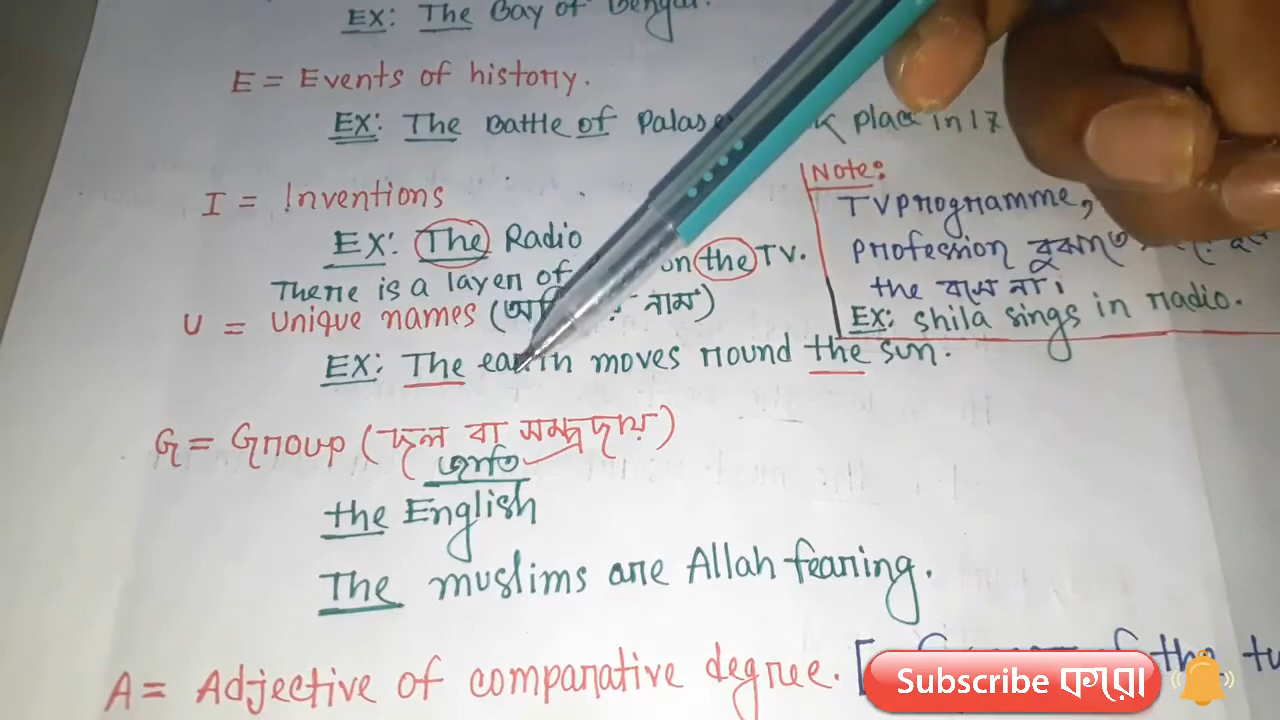 EX: The Bay of Bengal.
E = Events of history.
EX: The Battle of place in 17
I = Inventions
EX: The Radio
There is a layer of on the TV.
U = Unique names ( নাম)
EX: The earth moves round the sun.
Note:
TV programme,
profession বুঝাতে
the বসে না।
EX: Shila sings in radio.
G = Group (দল বা সম্প্রদায়)
জাতি
the English
The muslims are Allah fearing.
A = Adjective of comparative degree. [ of the
Subscribe করো